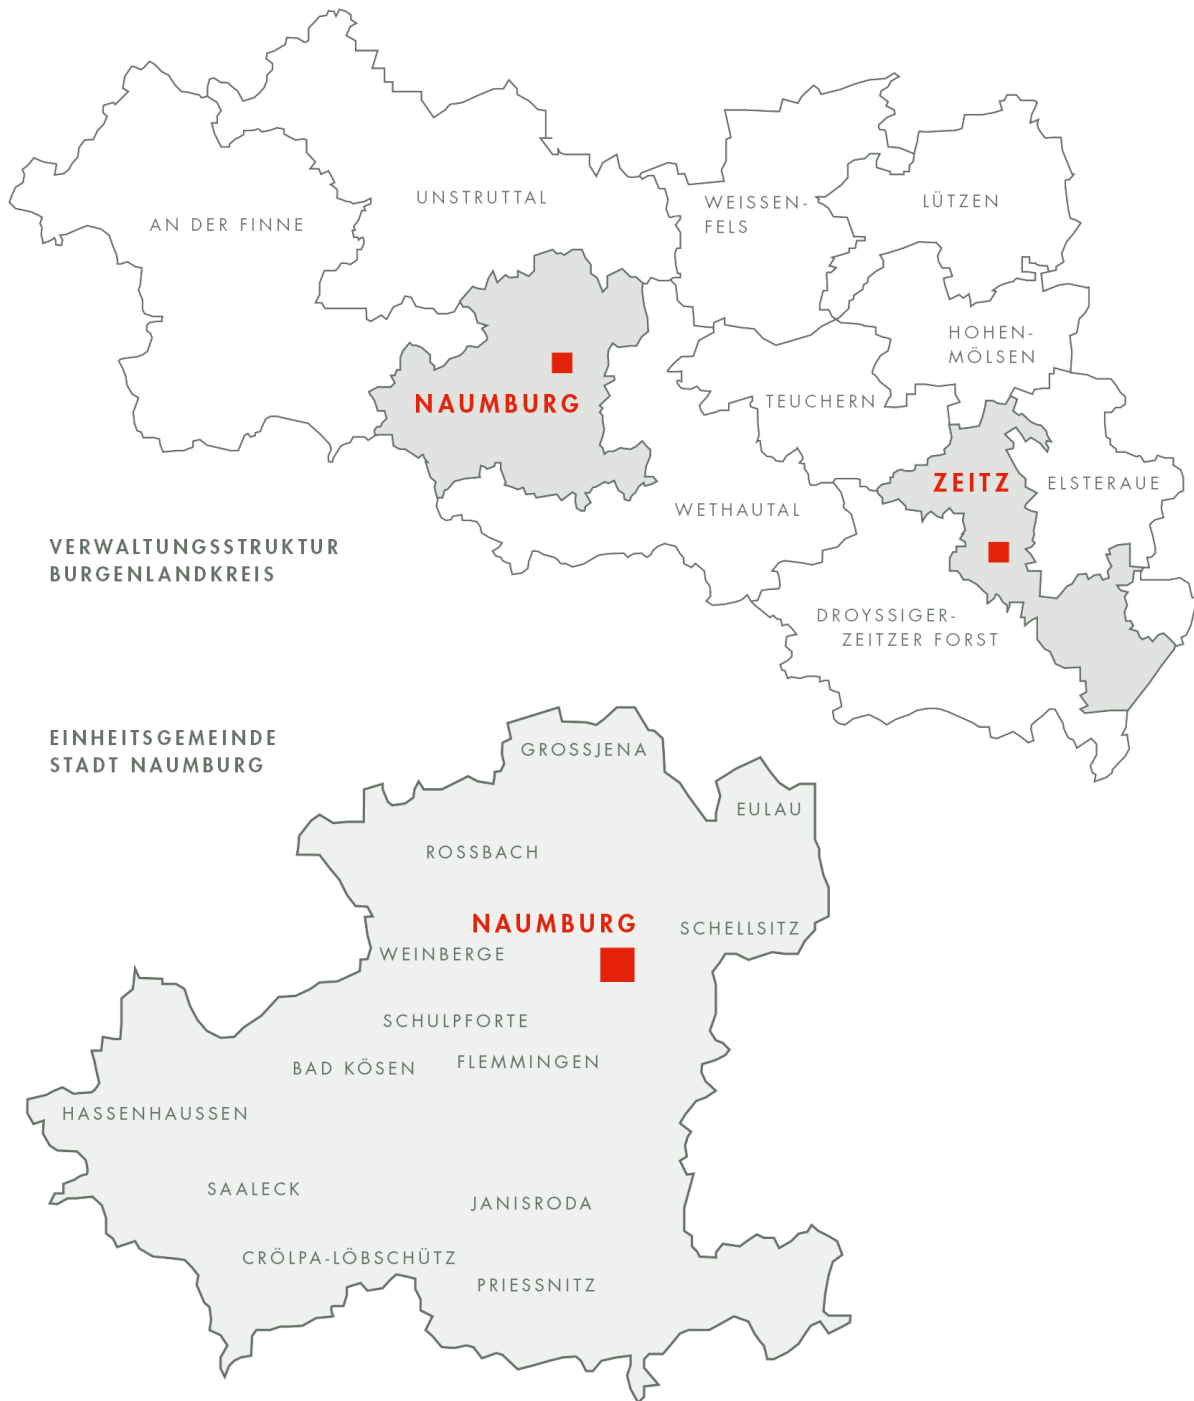 UNSTRUTTAL
WEISSEN-
FELS
LÜTZEN
AN DER FINNE
HOHEN-
MÖLSEN
NAUMBURG
TEUCHERN
ZEITZ
ELSTERAUE
WETHAUTAL
VERWALTUNGSSTRUKTUR
BURGENLANDKREIS
DROYSSIGER-
ZEITZER FORST
EINHEITSGEMEINDE
STADT NAUMBURG
GROSSJENA
EULAU
ROSSBACH
NAUMBURG
SCHELLSITZ
WEINBERGE
SCHULPFORTE
FLEMMINGEN
BAD KÖSEN
HASSENHAUSSEN
SAALECK
JANISRODA
CRÖLPA-LÖBSCHÜTZ
PRIESSNITZ